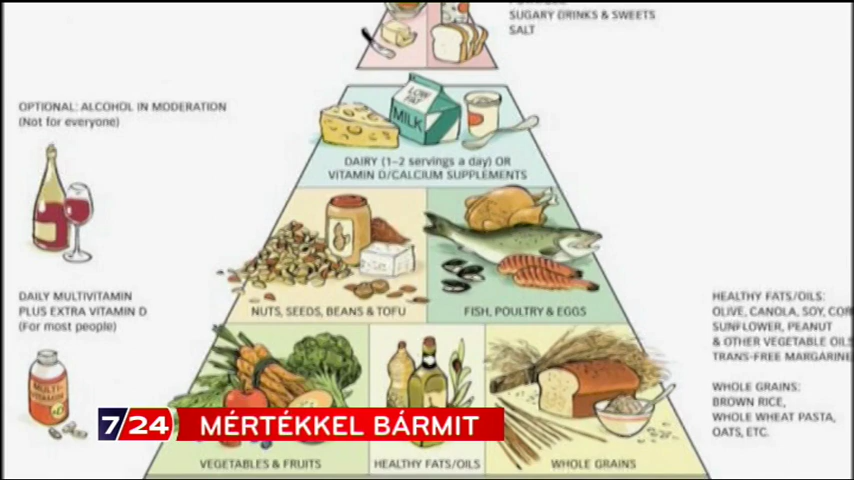 SUGARY DRINKS & SWEETS
SALT
OPTIONAL: ALCOHOL IN MODERATION
(Not for everyone)
LOW
FAT
MILK
DAIRY (1–2 servings a day) OR
VITAMIN D/CALCIUM SUPPLEMENTS
NUTS, SEEDS, BEANS & TOFU
FISH, POULTRY & EGGS
DAILY MULTIVITAMIN
PLUS EXTRA VITAMIN D
(For most people)
HEALTHY FATS/OILS:
OLIVE, CANOLA, SOY,
SUNFLOWER, PEANUT
& OTHER VEGETABLE OILS
TRANS-FREE MARGARINE
WHOLE GRAINS:
BROWN RICE,
WHOLE WHEAT PASTA,
OATS, ETC.
MULTI-
VITAMIN
+D
7/24 MÉRTÉKKEL BÁRMIT
VEGETABLES & FRUITS
HEALTHY FATS/OILS
WHOLE GRAINS